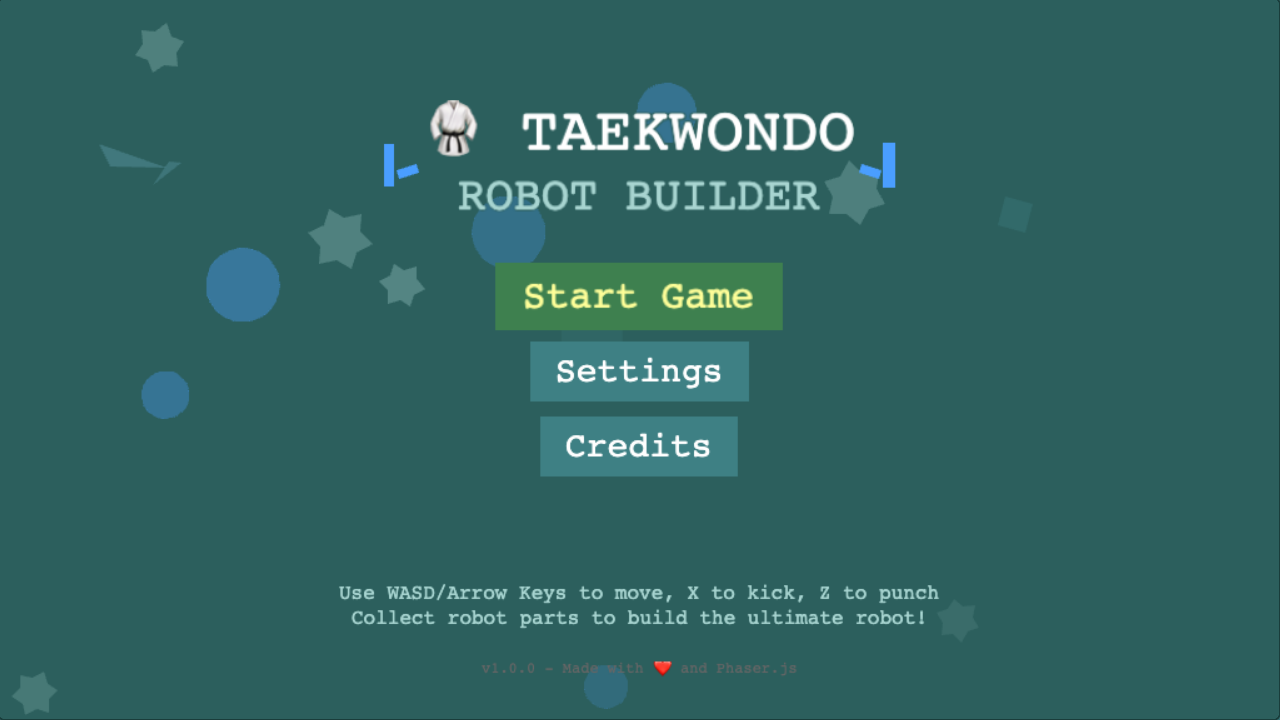 🥋 TAEKWONDO
ROBOT BUILDER
Start Game
Settings
Credits
Use WASD/Arrow Keys to move, X to kick, Z to punch
Collect robot parts to build the ultimate robot!
v1.0.0 - Made with ❤️ and Phaser.js